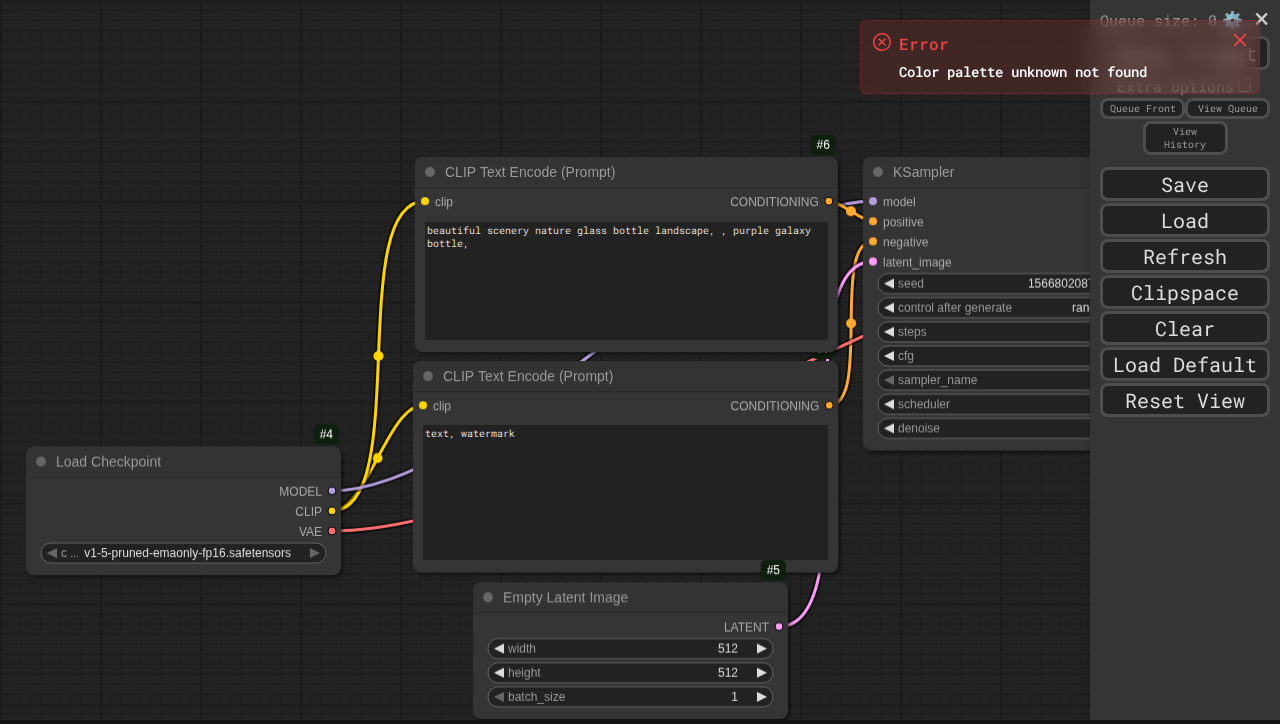 Queue size: 0
Error
Color palette unknown not found
Extra options
Queue Front
View Queue
View
History
Save
Load
Refresh
Clipspace
Clear
Load Default
Reset View
#6
CLIP Text Encode (Prompt)
clip
CONDITIONING
beautiful scenery nature glass bottle landscape, , purple galaxy
bottle,
KSampler
model
positive
negative
latent_image
seed
156680208
control after generate
ran
steps
cfg
sampler_name
scheduler
denoise
CLIP Text Encode (Prompt)
clip
CONDITIONING
text, watermark
#4
Load Checkpoint
MODEL
CLIP
VAE
c ... v1-5-pruned-emaonly-fp16.safetensors
#5
Empty Latent Image
LATENT
width 512
height 512
batch_size 1